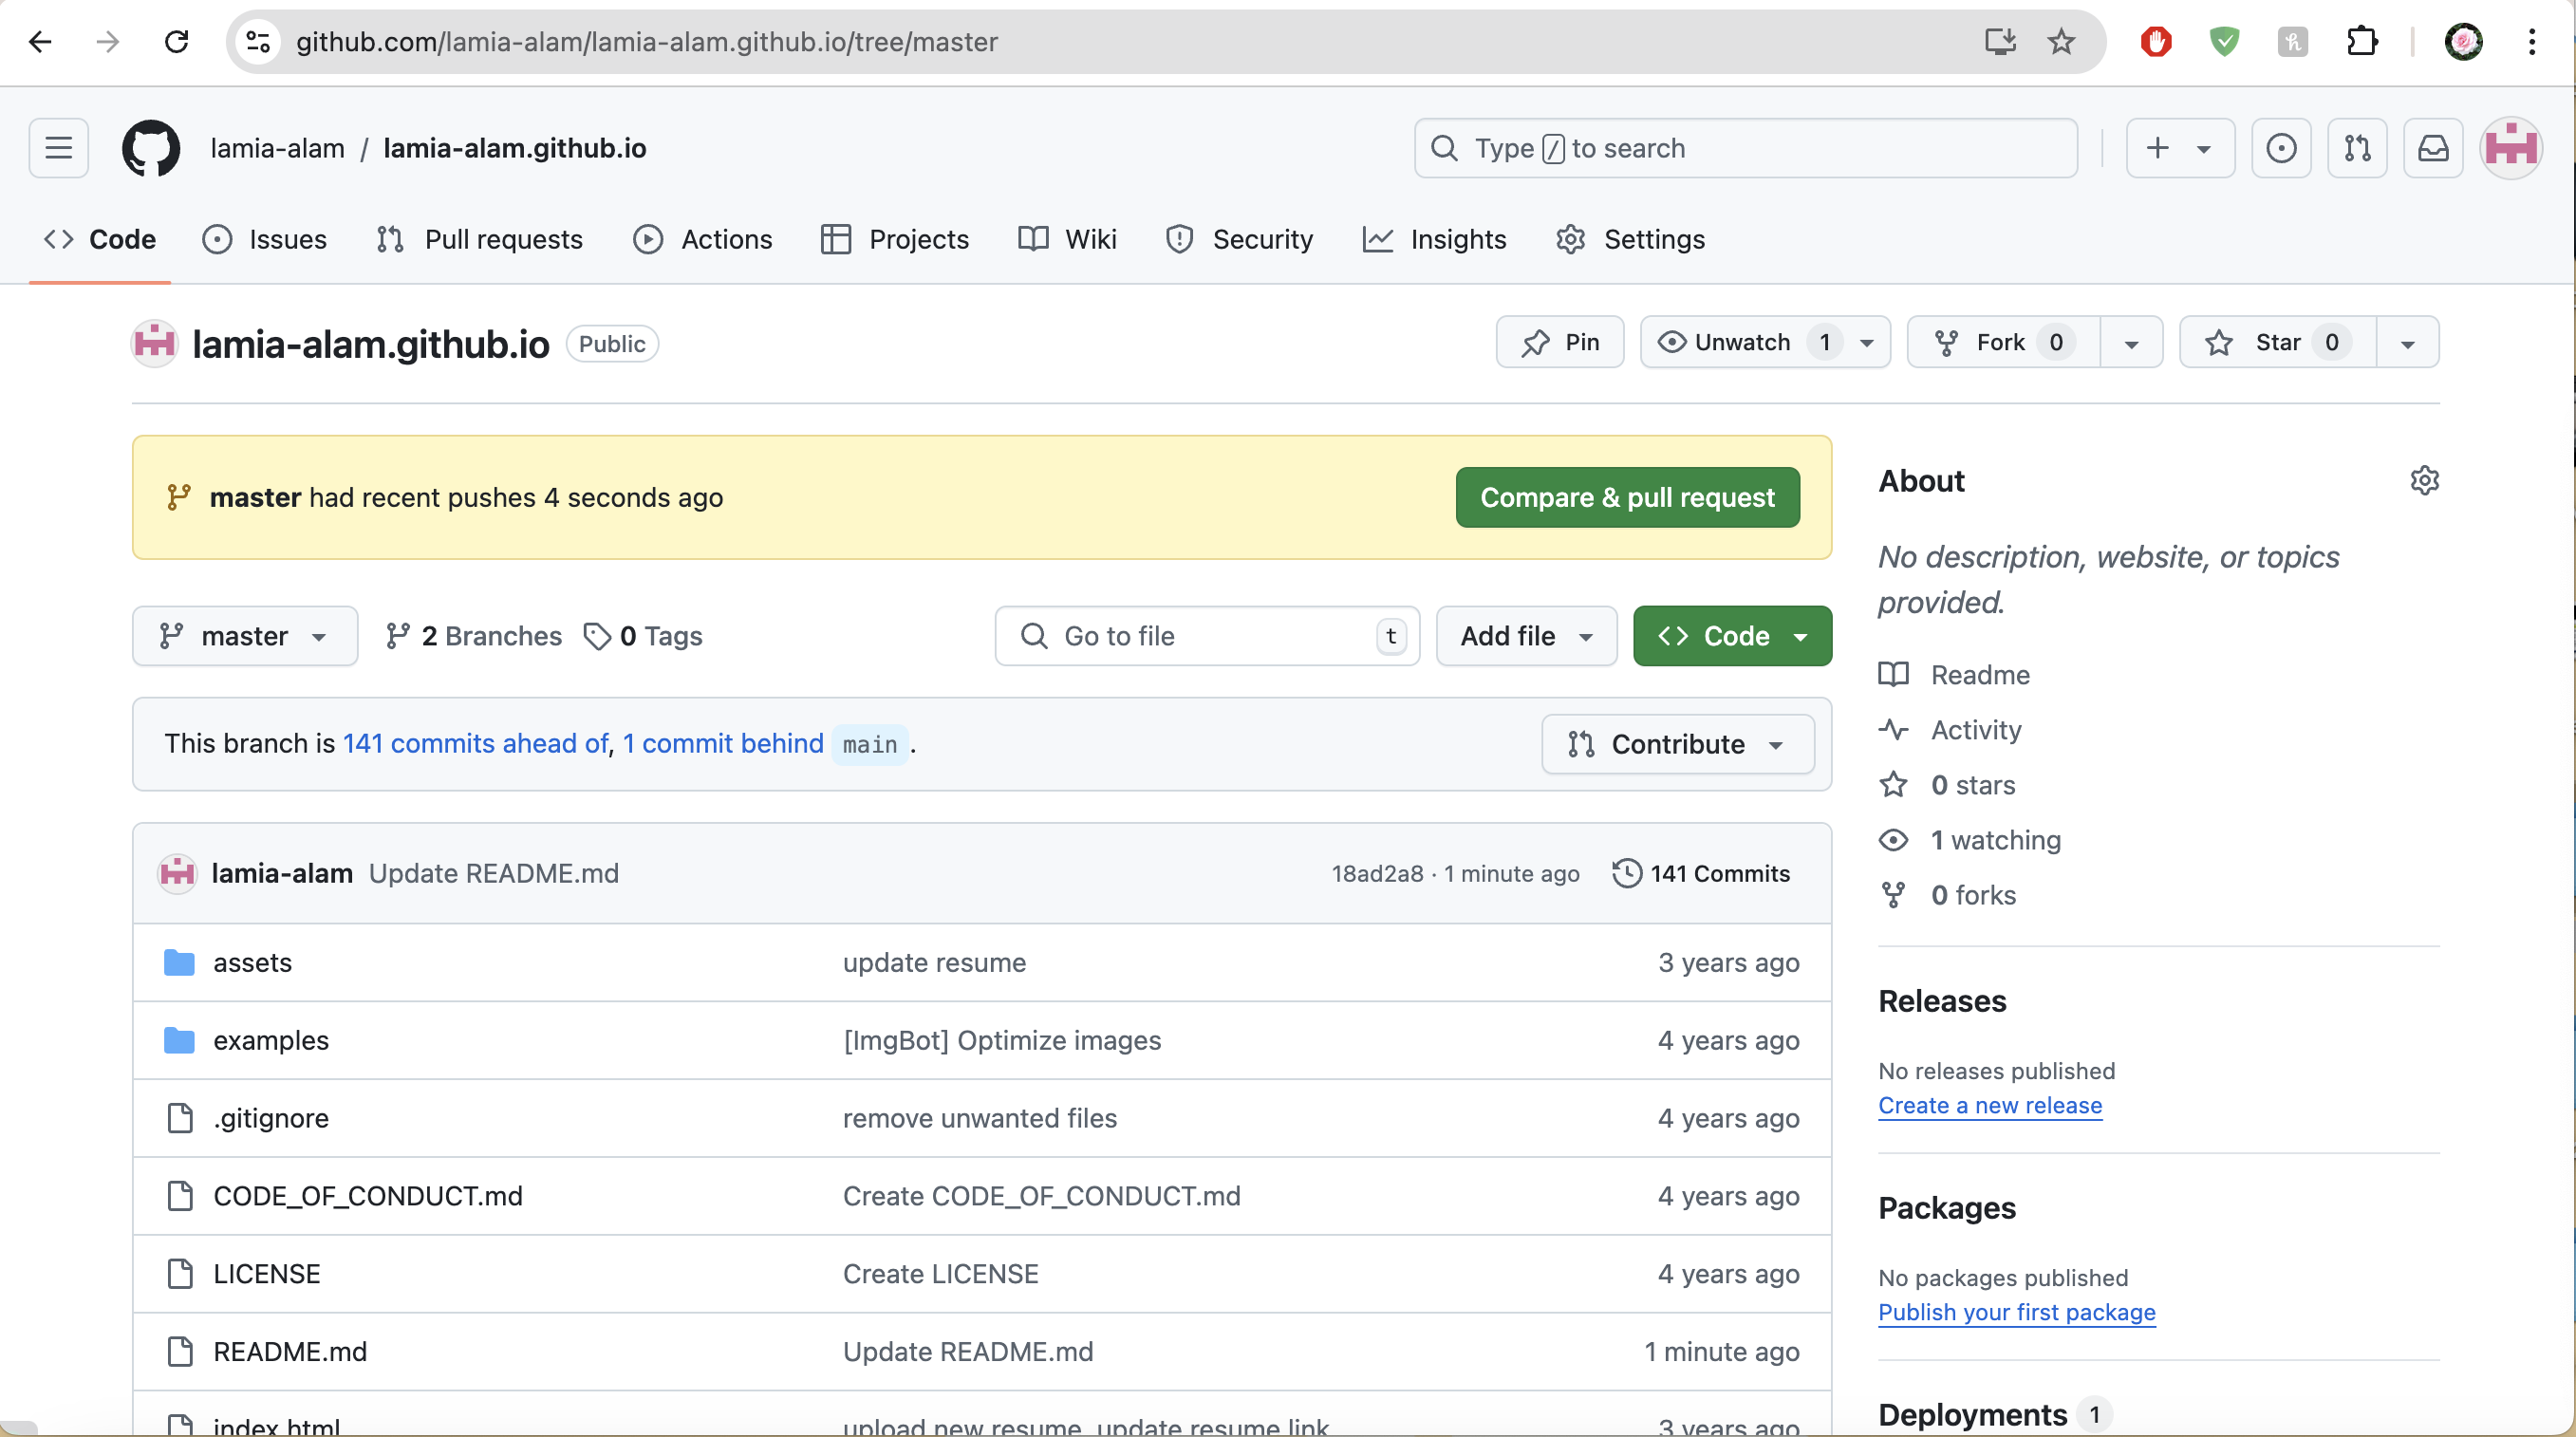 github.com/lamia-alam/lamia-alam.github.io/tree/master
lamia-alam / lamia-alam.github.io
Type / to search
Code Issues Pull requests Actions Projects Wiki Security Insights Settings
lamia-alam.github.io Public
Pin Unwatch 1 Fork 0 Star 0
master had recent pushes 4 seconds ago
Compare & pull request
master 2 Branches 0 Tags
Go to file t
Add file
Code
This branch is 141 commits ahead of, 1 commit behind main .
Contribute
lamia-alam Update README.md 18ad2a8 · 1 minute ago 141 Commits
assets update resume 3 years ago
examples [ImgBot] Optimize images 4 years ago
.gitignore remove unwanted files 4 years ago
CODE_OF_CONDUCT.md Create CODE_OF_CONDUCT.md 4 years ago
LICENSE Create LICENSE 4 years ago
README.md Update README.md 1 minute ago
index.html upload new resume, update resume link 3 years ago
About
No description, website, or topics
provided.
Readme
Activity
0 stars
1 watching
0 forks
Releases
No releases published
Create a new release
Packages
No packages published
Publish your first package
Deployments 1